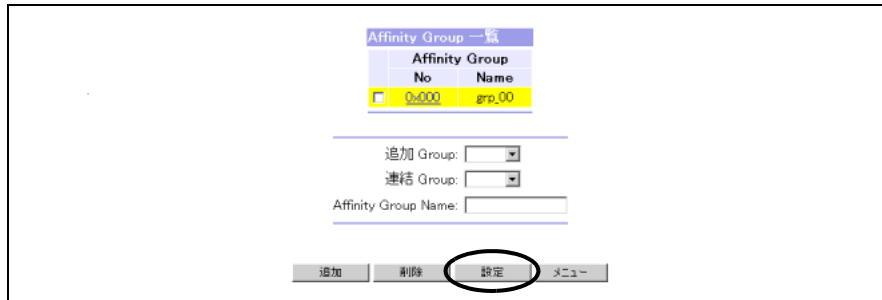 Affinity Group 一覧
Affinity Group
No Name
0x000 grp_00
追加 Group:
連結 Group:
Affinity Group Name:
追加 削除 設定 メニュー